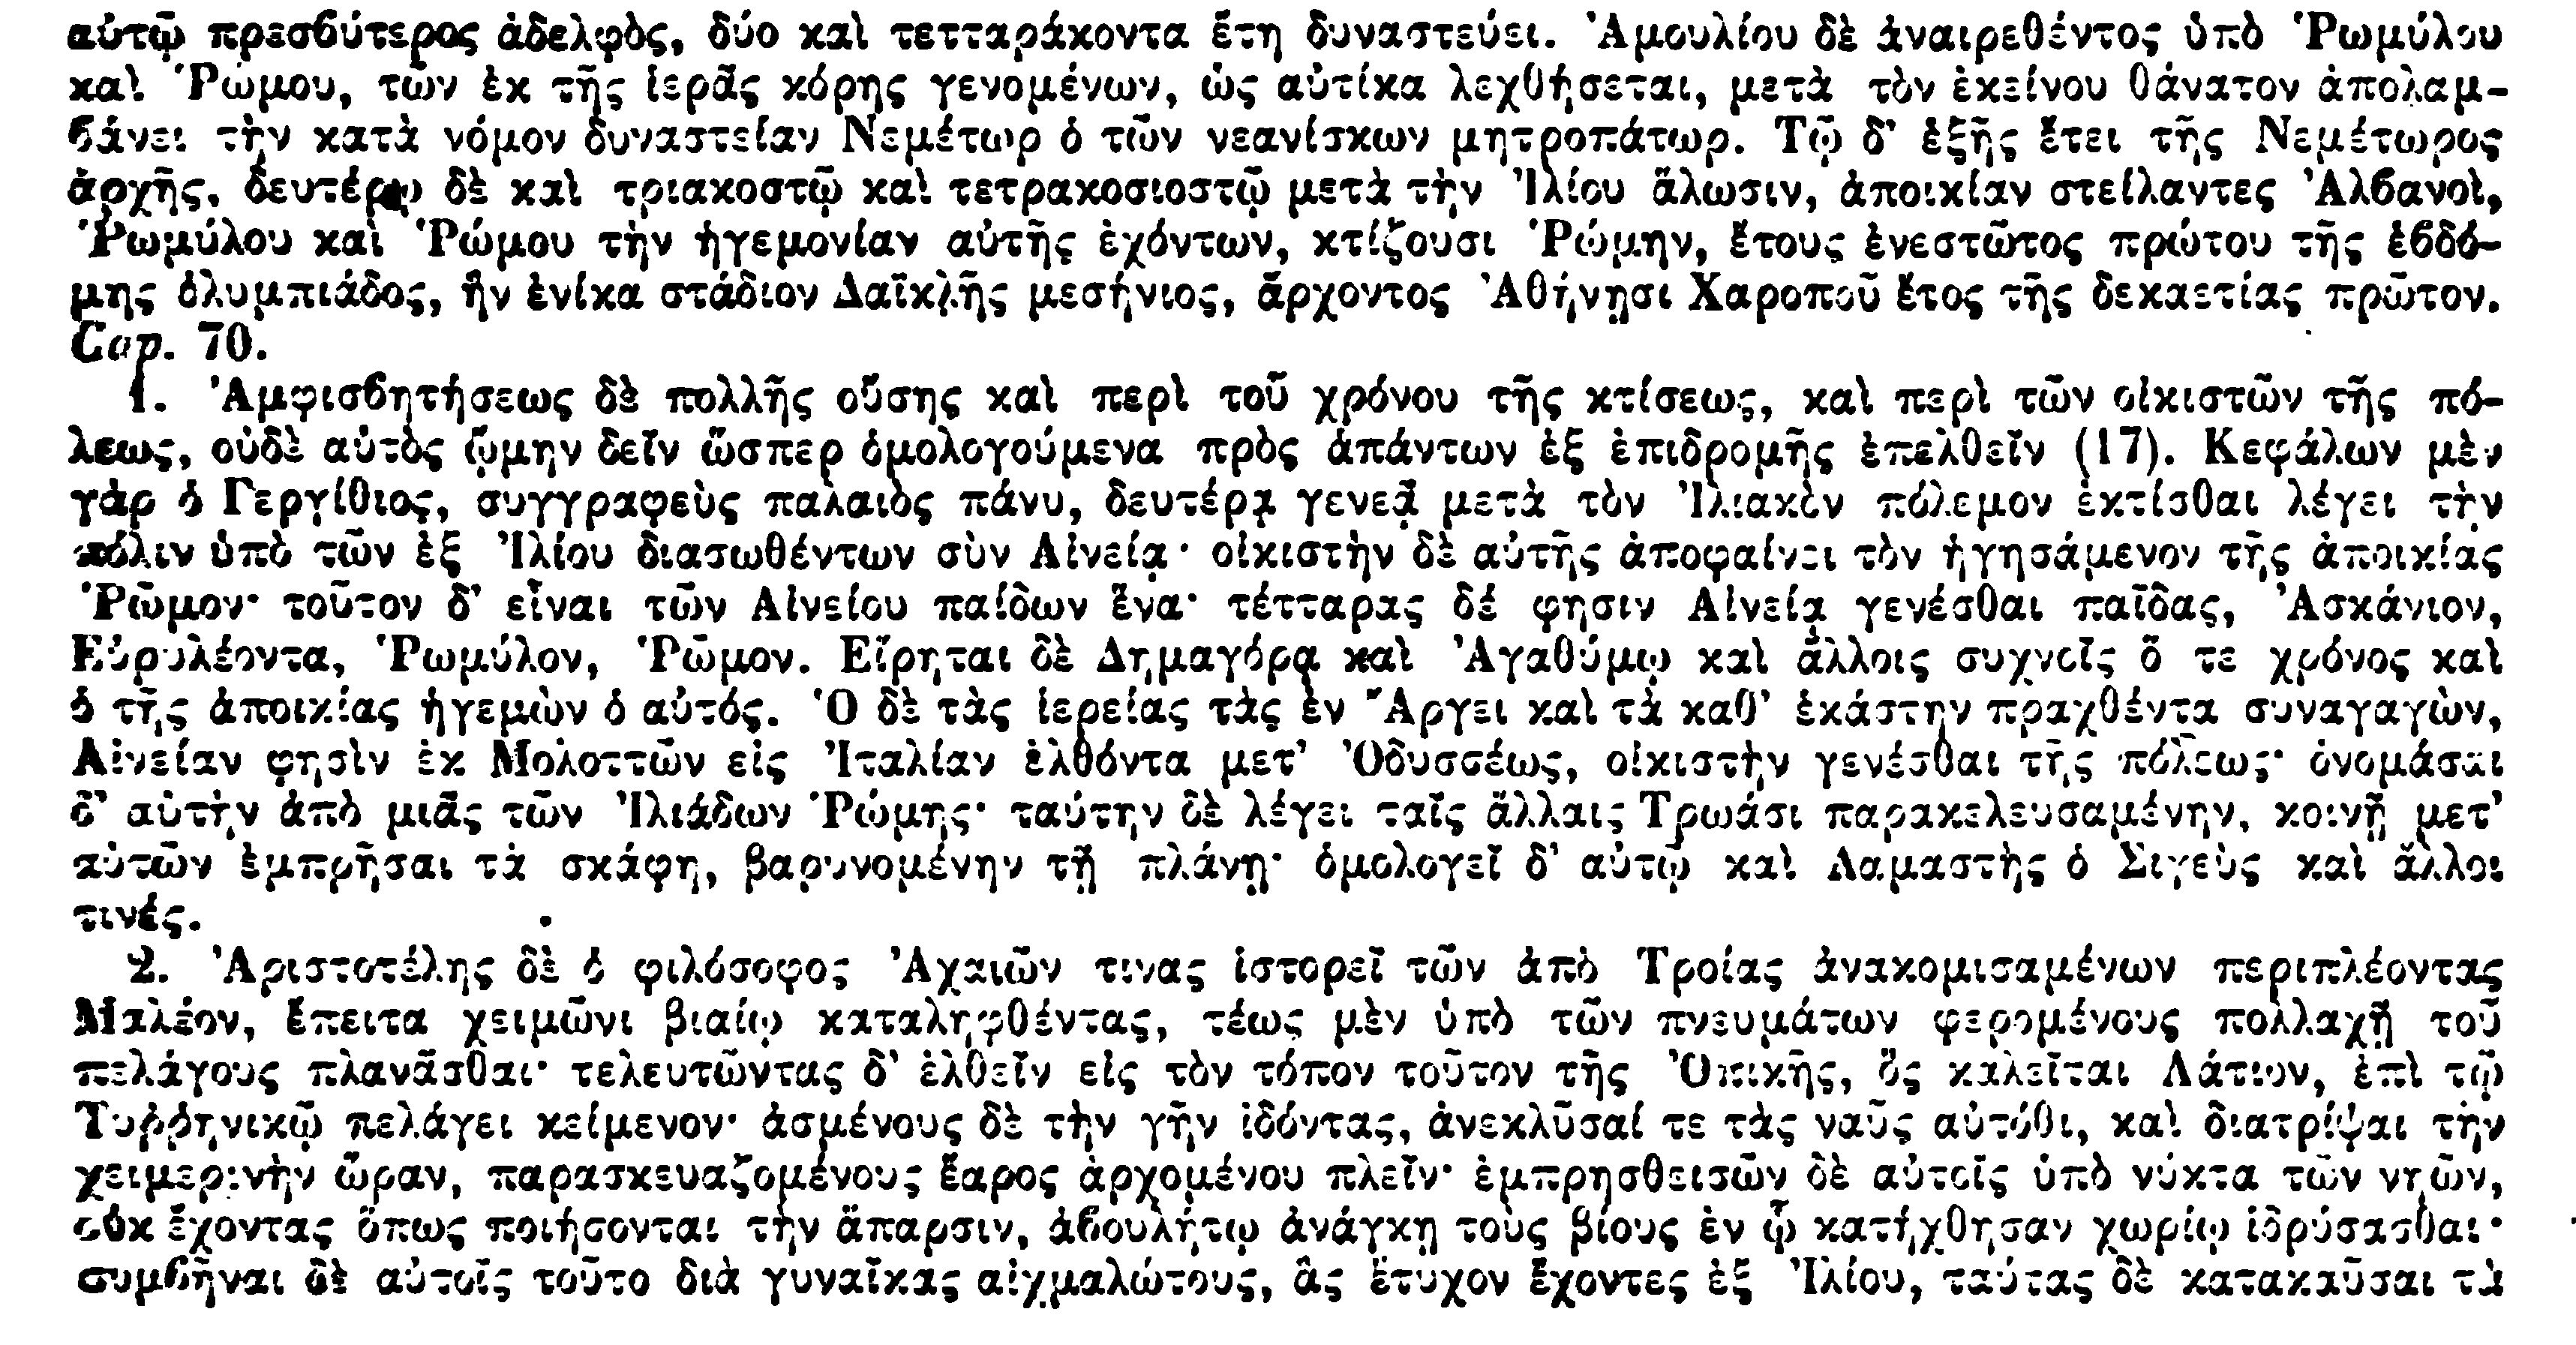 αὐτῷ πρεσϐύτερος ἀδελφὸς, δύο καὶ τετταράκοντα ἔτη δυναστεύει. Ἀμουλίου δὲ ἀναιρεθέντος ὑπὸ Ῥωμύλου
καὶ Ῥώμου, τῶν ἐκ τῆς ἱερᾶς κόρης γενομένων, ὡς αὐτίκα λεχθήσεται, μετὰ τὸν ἐκείνου θάνατον ἀπολαμ-
ϐάνει τὴν κατὰ νόμον δυναστείαν Νεμέτωρ ὁ τῶν νεανίσκων μητροπάτωρ. Τῷ δ' ἑξῆς ἔτει τῆς Νεμέτωρος
ἀρχῆς, δευτέρῳ δὲ καὶ τριακοστῷ καὶ τετρακοσιοστῷ μετὰ τὴν Ἰλίου ἅλωσιν, ἀποικίαν στείλαντες Ἀλϐανοὶ,
Ῥωμύλου καὶ Ῥώμου τὴν ἡγεμονίαν αὐτῆς ἐχόντων, κτίζουσι Ῥώμην, ἔτους ἐνεστῶτος πρώτου τῆς ἑϐδό-
μης ὀλυμπιάδος, ἣν ἐνίκα στάδιον Δαϊκλῆς μεσήνιος, ἄρχοντος Ἀθήνῃσι Χαροποῦ ἔτος τῆς δεκαετίας πρῶτον.
Cap. 70.
1. Ἀμφισϐητήσεως δὲ πολλῆς οὔσης καὶ περὶ τοῦ χρόνου τῆς κτίσεως, καὶ περὶ τῶν οἰκιστῶν τῆς πό-
λεως, οὐδὲ αὐτὸς ᾤμην δεῖν ὥσπερ ὁμολογούμενα πρὸς ἁπάντων ἐξ ἐπιδρομῆς ἐπελθεῖν (17). Κεφάλων μὲν
γὰρ ὁ Γεργίθιος, συγγραφεὺς παλαιὸς πάνυ, δευτέρᾳ γενεᾷ μετὰ τὸν Ἰλιακὸν πόλεμον ἐκτίσθαι λέγει τὴν
πόλιν ὑπὸ τῶν ἐξ Ἰλίου διασωθέντων σὺν Αἰνείᾳ· οἰκιστὴν δὲ αὐτῆς ἀποφαίνει τὸν ἡγησάμενον τῆς ἀποικίας
Ῥῶμον· τοῦτον δ' εἶναι τῶν Αἰνείου παίδων ἕνα· τέτταρας δέ φησιν Αἰνείᾳ γενέσθαι παῖδας, Ἀσκάνιον,
Εὐρυλέοντα, Ῥωμύλον, Ῥῶμον. Εἴρηται δὲ Δημαγόρᾳ καὶ Ἀγαθύμῳ καὶ ἄλλοις συχνοῖς ὅ τε χρόνος καὶ
ὁ τῆς ἀποικίας ἡγεμὼν ὁ αὐτός. Ὁ δὲ τὰς ἱερείας τὰς ἐν Ἄργει καὶ τὰ καθ' ἑκάστην πραχθέντα συναγαγὼν,
Αἰνείαν φησὶν ἐκ Μολοττῶν εἰς Ἰταλίαν ἐλθόντα μετ' Ὀδυσσέως, οἰκιστὴν γενέσθαι τῆς πόλεως· ὀνομάσαι
δ' αὐτὴν ἀπὸ μιᾶς τῶν Ἰλιάδων Ῥώμης· ταύτην δὲ λέγει ταῖς ἄλλαις Τρωάσι παρακελευσαμένην, κοινῇ μετ'
αὐτῶν ἐμπρῆσαι τὰ σκάφη, βαρυνομένην τῇ πλάνῃ· ὁμολογεῖ δ' αὐτῷ καὶ Δαμαστὴς ὁ Σιγεὺς καὶ ἄλλοι
τινές.
2. Ἀριστοτέλης δὲ ὁ φιλόσοφος Ἀχαιῶν τινας ἱστορεῖ τῶν ἀπὸ Τροίας ἀνακομισαμένων περιπλέοντας
Μαλέον, ἔπειτα χειμῶνι βιαίῳ καταληφθέντας, τέως μὲν ὑπὸ τῶν πνευμάτων φερομένους πολλαχῇ τοῦ
πελάγους πλανᾶσθαι· τελευτῶντας δ' ἐλθεῖν εἰς τὸν τόπον τοῦτον τῆς Ὀπικῆς, ὃς καλεῖται Λάτιον, ἐπὶ τῷ
Τυῤῥηνικῷ πελάγει κείμενον· ἀσμένους δὲ τὴν γῆν ἰδόντας, ἀνεκλῦσαί τε τὰς ναῦς αὐτόθι, καὶ διατρίψαι τὴν
χειμερινὴν ὥραν, παρασκευαζομένους ἔαρος ἀρχομένου πλεῖν· ἐμπρησθεισῶν δὲ αὐτοῖς ὑπὸ νύκτα τῶν νηῶν,
οὐκ ἔχοντας ὅπως ποιήσονται τὴν ἄπαρσιν, ἀϐουλήτῳ ἀνάγκῃ τοὺς βίους ἐν ᾧ κατήχθησαν χωρίῳ ἱδρύσασθαι·
συμϐῆναι δὲ αὐτοῖς τοῦτο διὰ γυναῖκας αἰχμαλώτους, ἃς ἔτυχον ἔχοντες ἐξ Ἰλίου, ταύτας δὲ κατακαῦσαι τὰ